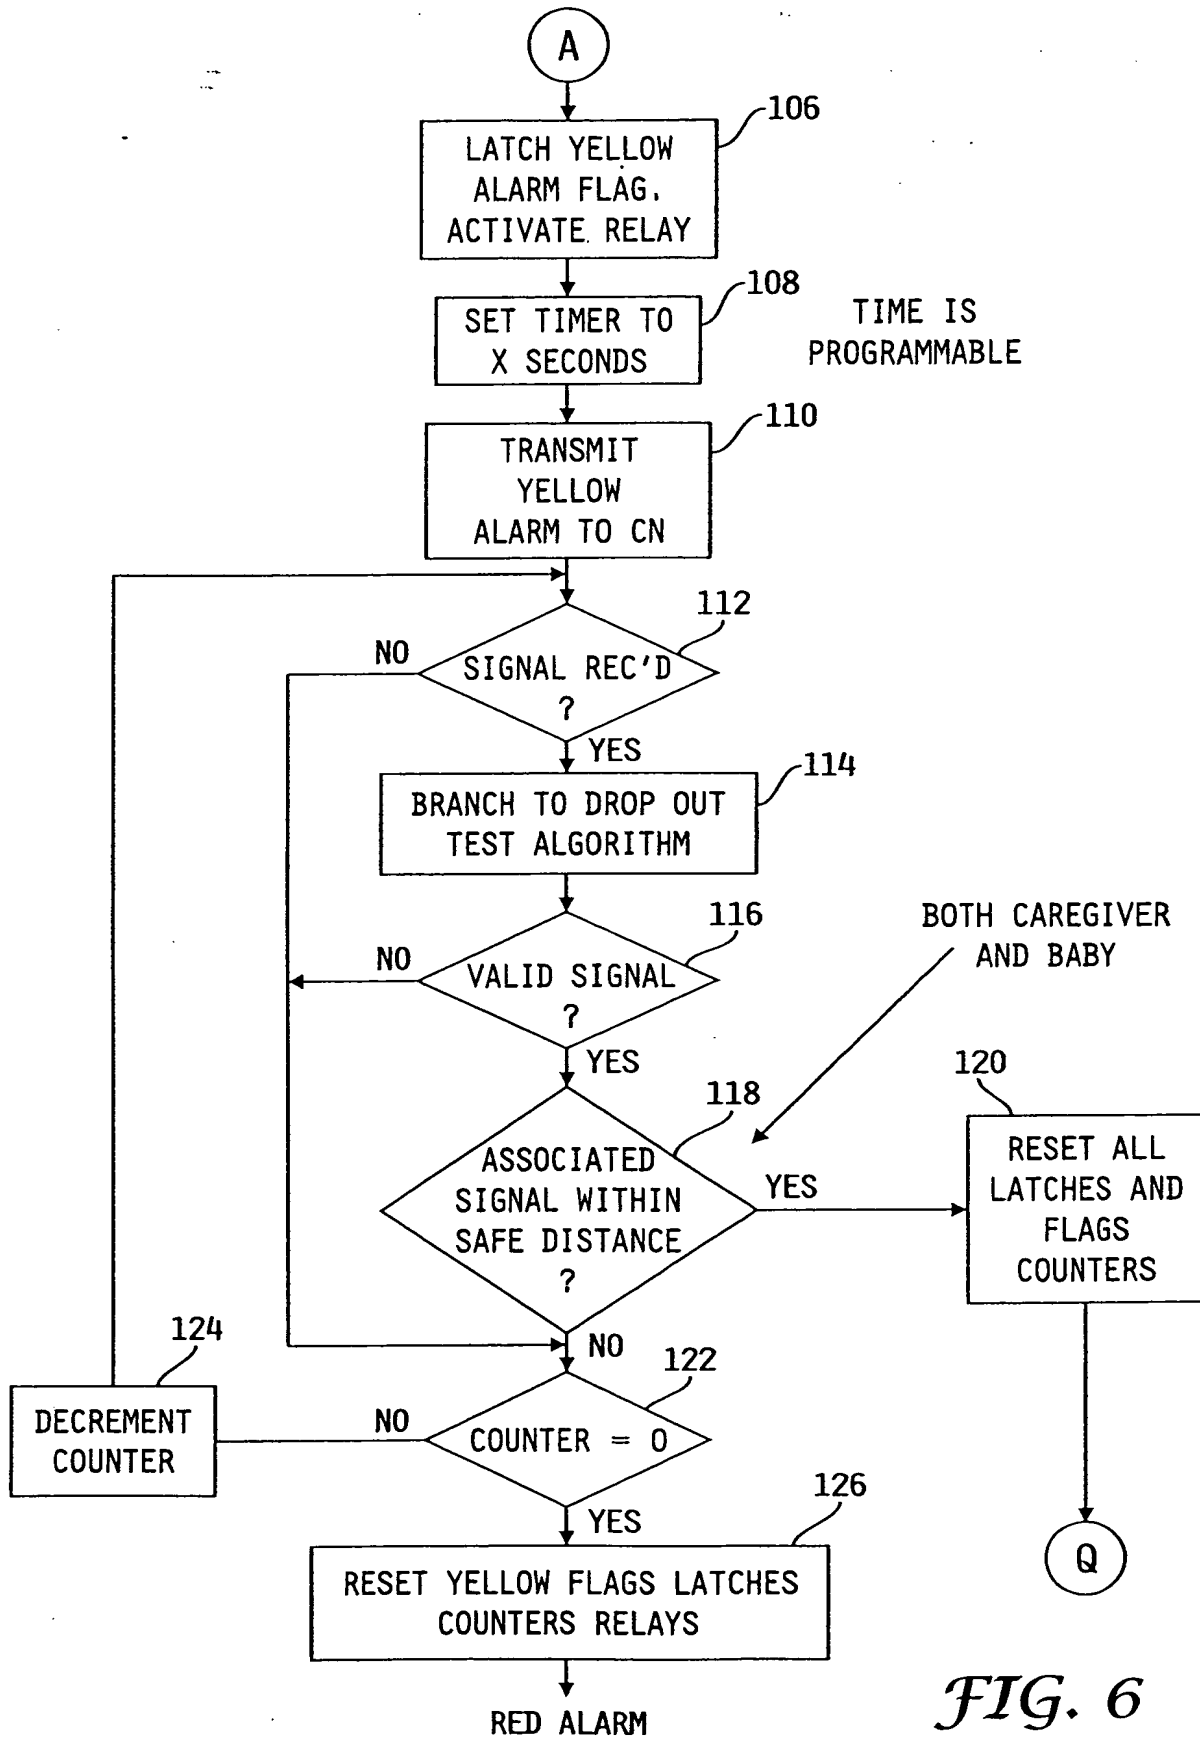 A
106
LATCH YELLOW
ALARM FLAG.
ACTIVATE RELAY
108
SET TIMER TO
X SECONDS
TIME IS
PROGRAMMABLE
110
TRANSMIT
YELLOW
ALARM TO CN
112
NO
SIGNAL REC'D
?
YES
114
BRANCH TO DROP OUT
TEST ALGORITHM
116
NO
VALID SIGNAL
?
YES
BOTH CAREGIVER
AND BABY
118
ASSOCIATED
SIGNAL WITHIN
SAFE DISTANCE
?
YES
120
RESET ALL
LATCHES AND
FLAGS
COUNTERS
NO
124
DECREMENT
COUNTER
122
NO
COUNTER = 0
YES
126
RESET YELLOW FLAGS LATCHES
COUNTERS RELAYS
Q
RED ALARM
FIG. 6